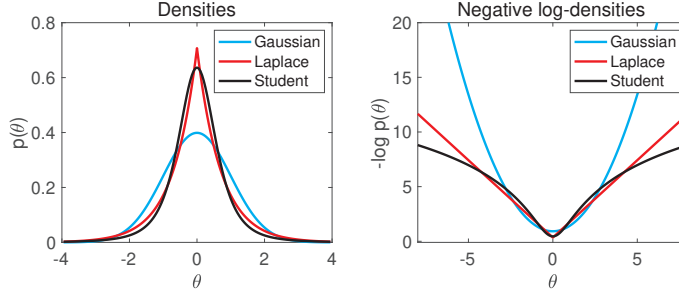 Densities
0.8
0.6
0.4
0.2
0
p(θ)
-4
-2
0
2
4
θ
Gaussian
Laplace
Student
Negative log-densities
20
15
10
5
0
-log p(θ)
-5
0
5
θ
Gaussian
Laplace
Student